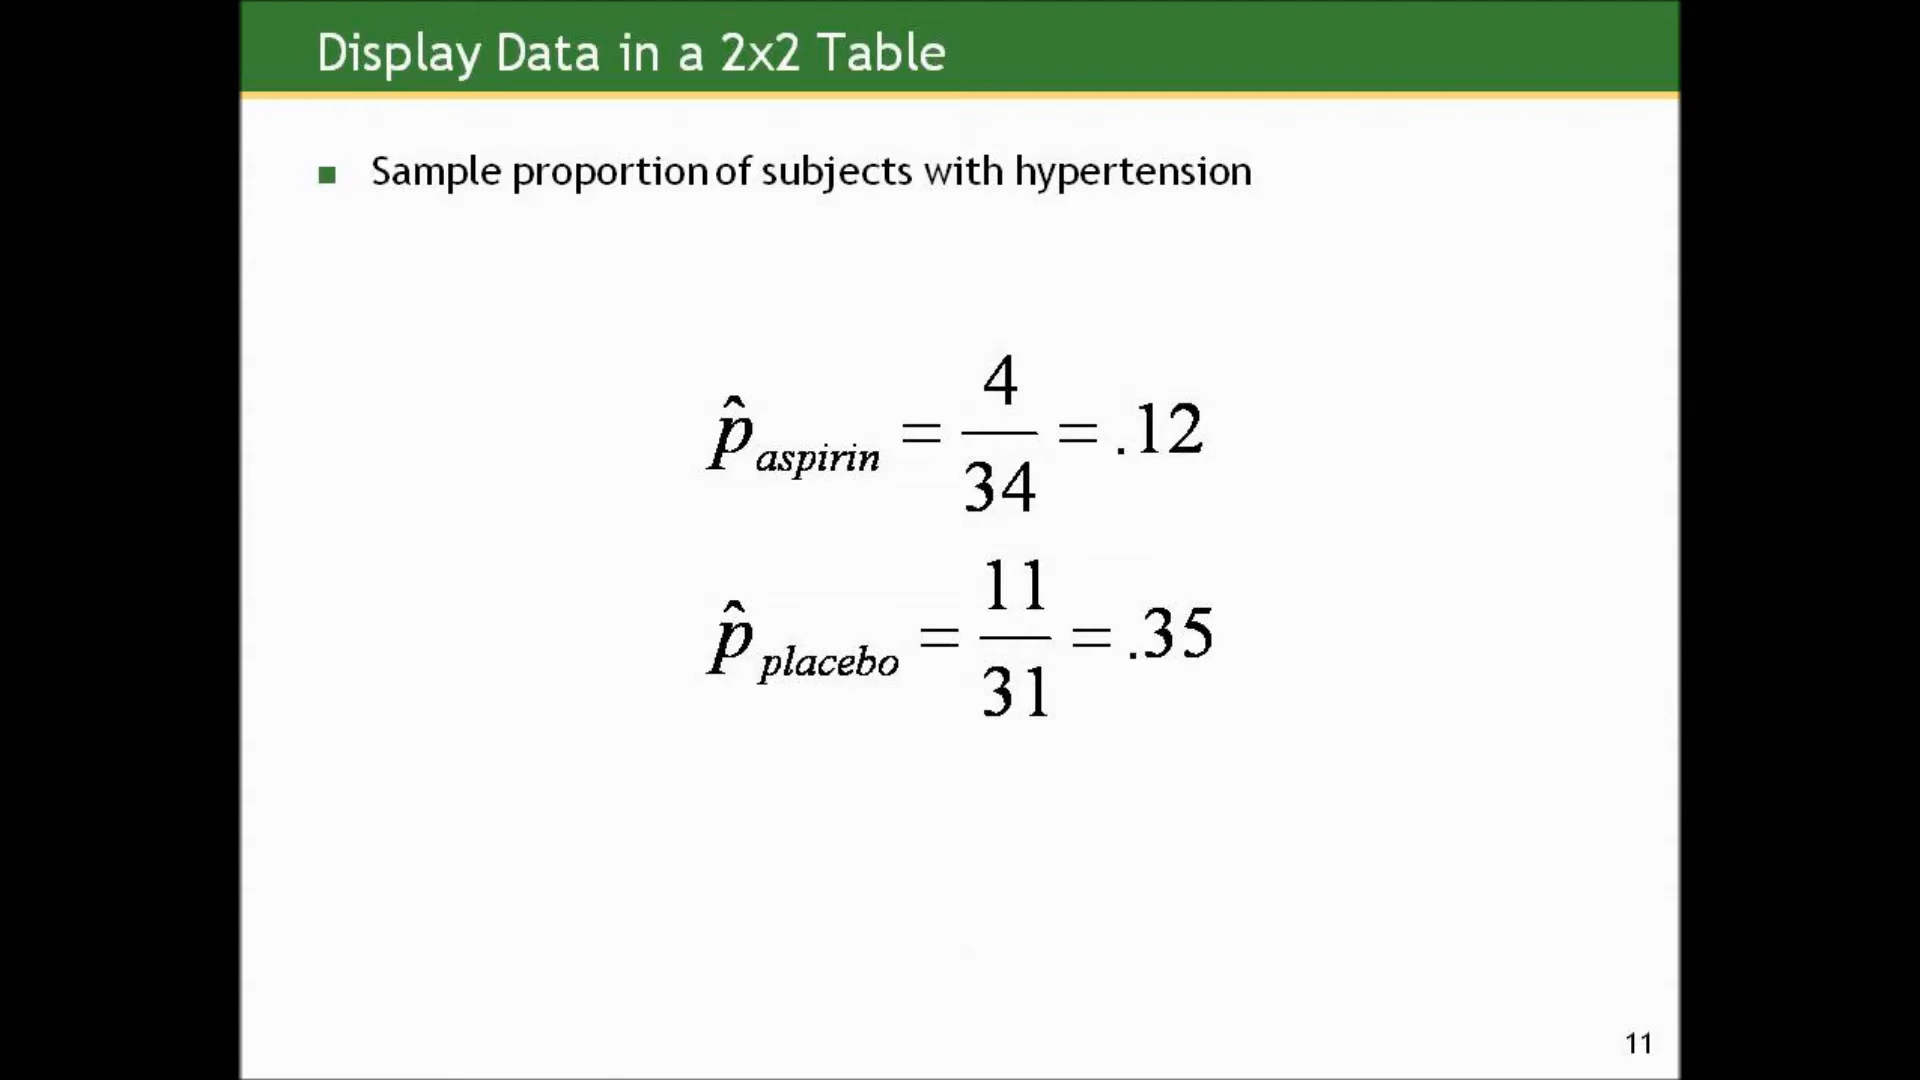 Display Data in a 2x2 Table
▪ Sample proportion of subjects with hypertension
p̂ aspirin = 4/34 = .12
p̂ placebo = 11/31 = .35
11